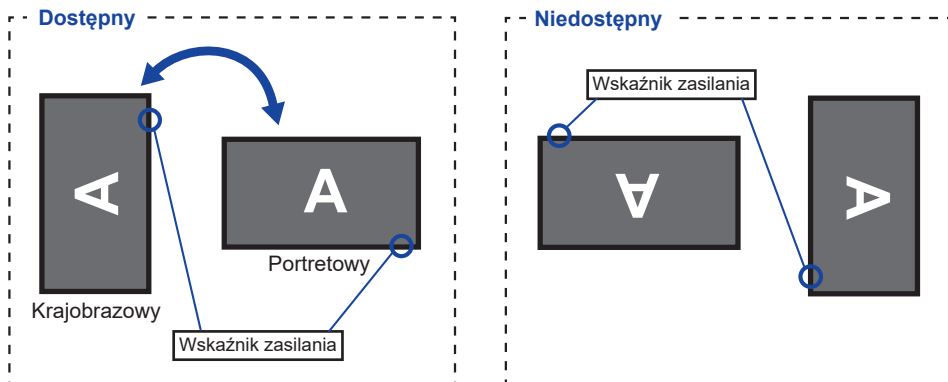 Dostępny
A
A
Krajobrazowy
Portretowy
Wskaźnik zasilania
Niedostępny
Wskaźnik zasilania
A
A